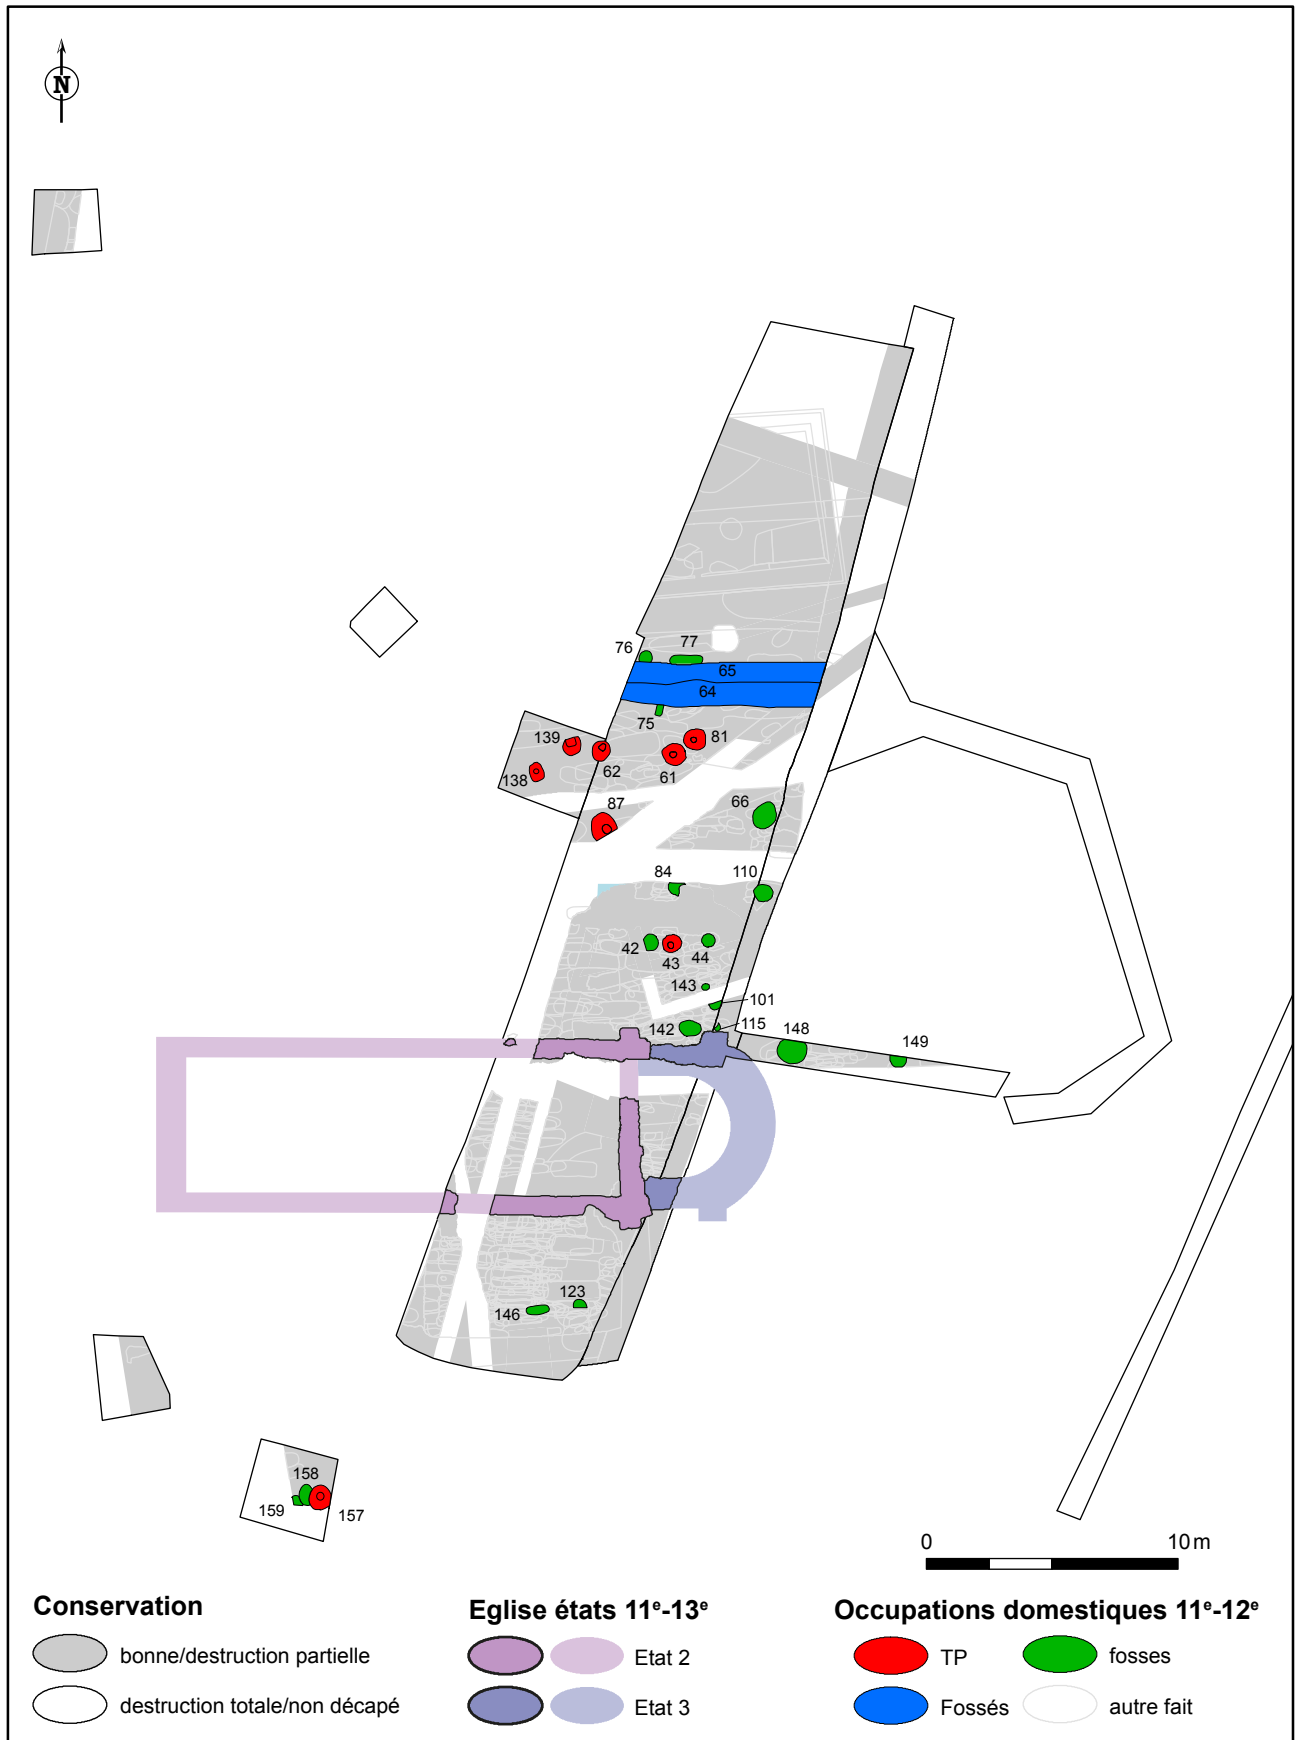 N
76
77
65
64
75
139
138
62
61
81
87
66
84
110
42
43
44
143
101
142
115
148
149
146
123
158
159
157
0 10 m
Conservation
bonne/destruction partielle
destruction totale/non décapé
Eglise états 11e-13e
Etat 2
Etat 3
Occupations domestiques 11e-12e
TP
fosses
Fossés
autre fait